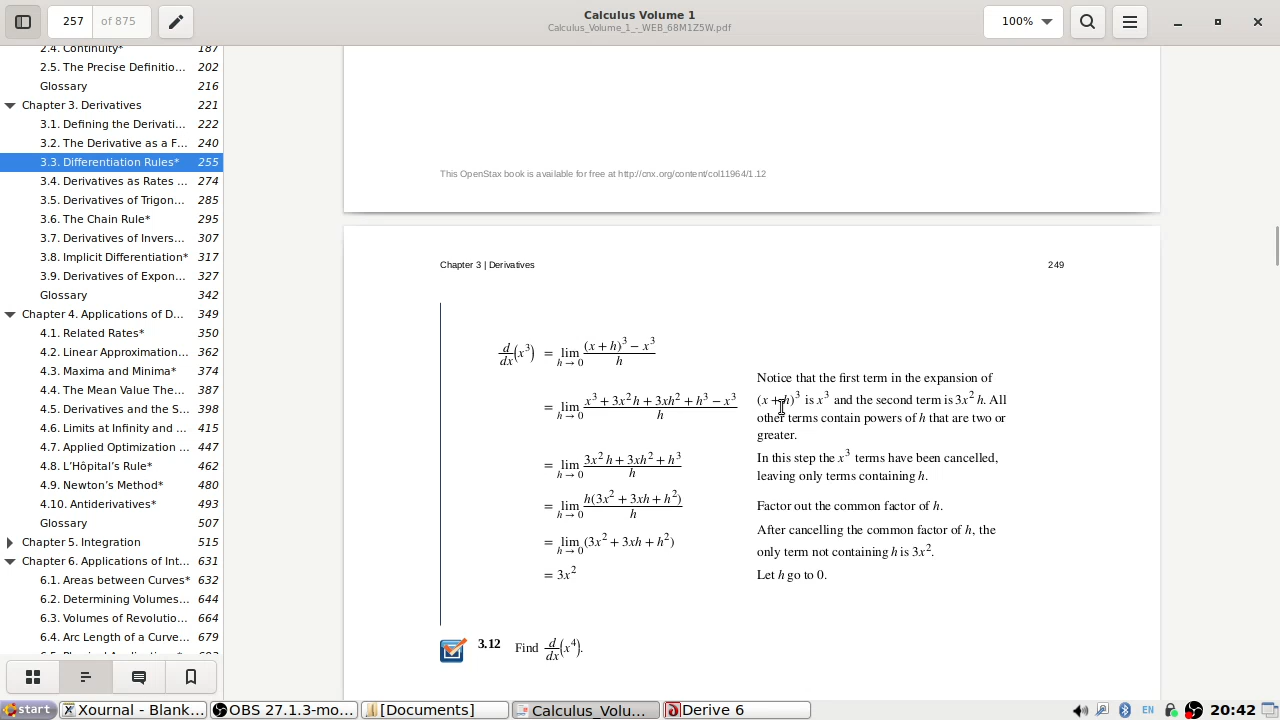 257 of 875
Calculus Volume 1
Calculus_Volume_1_-_WEB_68M1Z5W.pdf
100%
2.4. Continuity* 187
2.5. The Precise Definitio... 202
Glossary 216
Chapter 3. Derivatives 221
3.1. Defining the Derivati... 222
3.2. The Derivative as a F... 240
3.3. Differentiation Rules* 255
3.4. Derivatives as Rates ... 274
3.5. Derivatives of Trigon... 285
3.6. The Chain Rule* 295
3.7. Derivatives of Invers... 307
3.8. Implicit Differentiation* 317
3.9. Derivatives of Expon... 327
Glossary 342
Chapter 4. Applications of D... 349
4.1. Related Rates* 350
4.2. Linear Approximation... 362
4.3. Maxima and Minima* 374
4.4. The Mean Value The... 387
4.5. Derivatives and the S... 398
4.6. Limits at Infinity and ... 415
4.7. Applied Optimization ... 447
4.8. L’Hôpital’s Rule* 462
4.9. Newton’s Method* 480
4.10. Antiderivatives* 493
Glossary 507
Chapter 5. Integration 515
Chapter 6. Applications of Int... 631
6.1. Areas between Curves* 632
6.2. Determining Volumes... 644
6.3. Volumes of Revolutio... 664
6.4. Arc Length of a Curve... 679
This OpenStax book is available for free at http://cnx.org/content/col11964/1.12
Chapter 3 | Derivatives 249
d/dx(x³) = lim h → 0 ((x + h)³ − x³)/h
= lim h → 0 (x³ + 3x²h + 3xh² + h³ − x³)/h
Notice that the first term in the expansion of
(x + h)³ is x³ and the second term is 3x²h. All
other terms contain powers of h that are two or
greater.
= lim h → 0 (3x²h + 3xh² + h³)/h
In this step the x³ terms have been cancelled,
leaving only terms containing h.
= lim h → 0 h(3x² + 3xh + h²)/h
Factor out the common factor of h.
= lim h → 0 (3x² + 3xh + h²)
After cancelling the common factor of h, the
only term not containing h is 3x².
= 3x² Let h go to 0.
3.12 Find d/dx(x⁴).
start Xournal - Blank... OBS 27.1.3-mo... [Documents] Calculus_Volu... Derive 6 EN 20:42